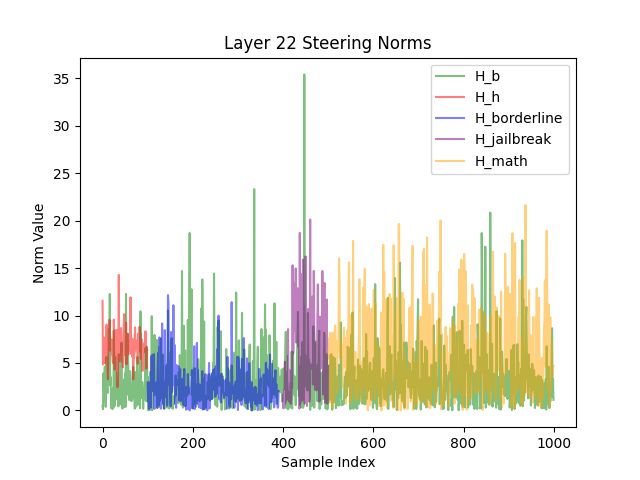 Layer 22 Steering Norms
35
30
25
20
15
10
5
0
Norm Value
H_b
H_h
H_borderline
H_jailbreak
H_math
0
200
400
600
800
1000
Sample Index